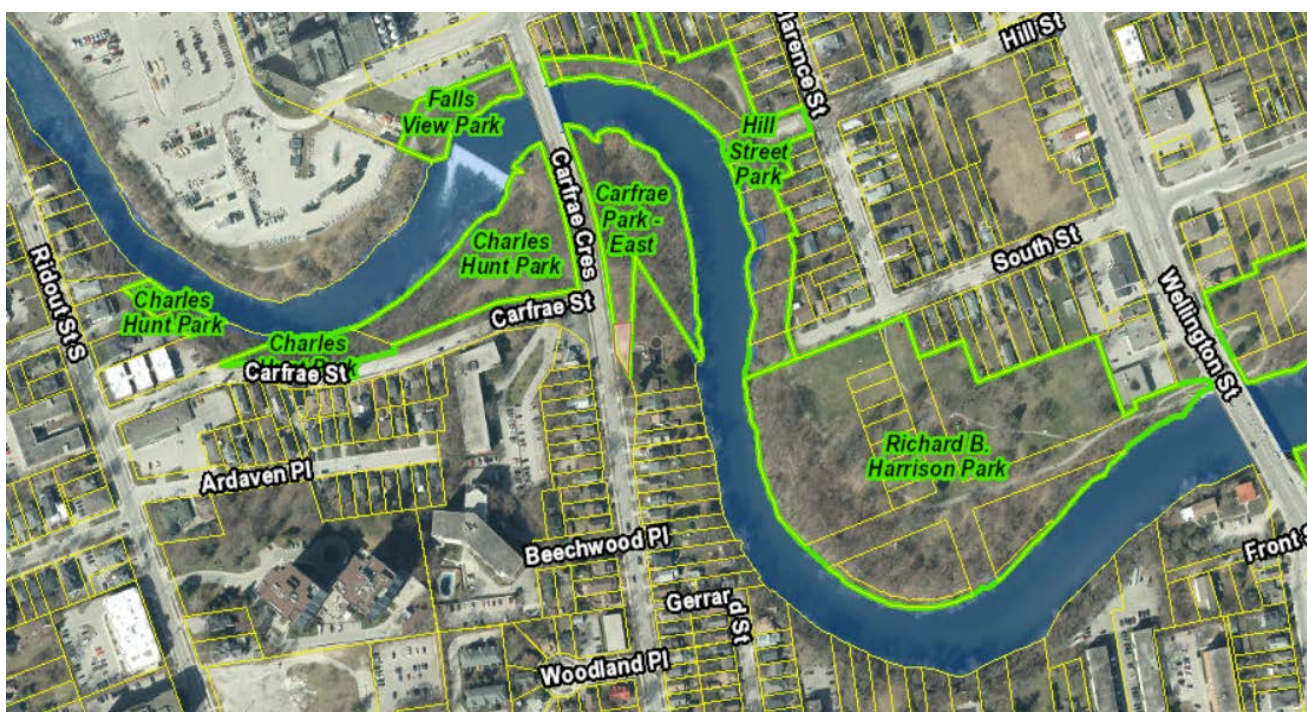 Hill St
larence St
Falls
View Park
Hill
Street
Park
Carfrae Cres
Carfrae
Park -
East
Charles
Hunt Park
South St
Ridout St S
Charles
Hunt Park
Carfrae St
Wellington St
Charles
Carfrae St
Richard B.
Harrison Park
Ardaven Pl
Beechwood Pl
Front
Gerrar
d St
Woodland Pl